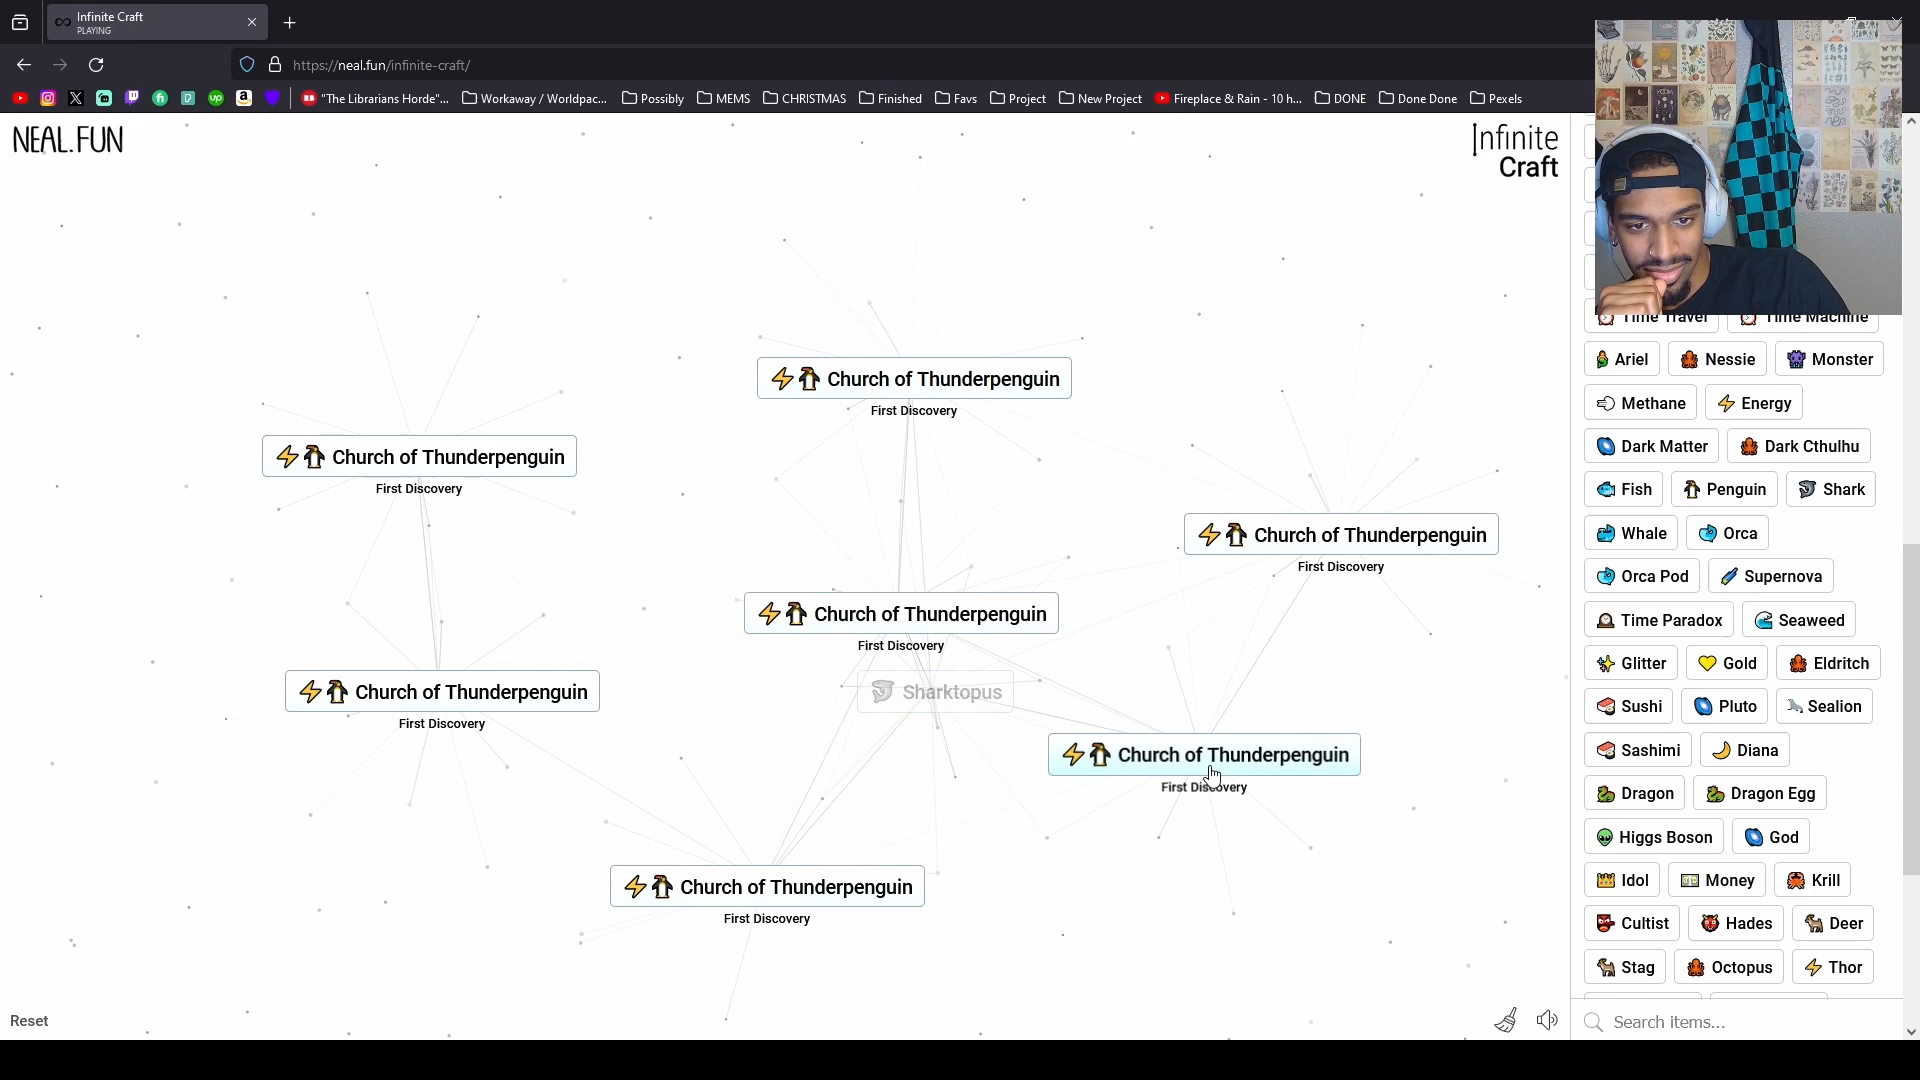 Infinite Craft
PLAYING
https://neal.fun/infinite-craft/
"The Librarians Horde"...
Workaway / Worldpac...
Possibly
MEMS
CHRISTMAS
Finished
Favs
Project
New Project
Fireplace & Rain - 10 h...
DONE
Done Done
Pexels
NEAL.FUN
Infinite
Craft
Church of Thunderpenguin
First Discovery
Church of Thunderpenguin
First Discovery
Church of Thunderpenguin
First Discovery
Church of Thunderpenguin
First Discovery
Sharktopus
Church of Thunderpenguin
First Discovery
Church of Thunderpenguin
First Discovery
Church of Thunderpenguin
First Discovery
Time Travel
Time Machine
Ariel
Nessie
Monster
Methane
Energy
Dark Matter
Dark Cthulhu
Fish
Penguin
Shark
Whale
Orca
Orca Pod
Supernova
Time Paradox
Seaweed
Glitter
Gold
Eldritch
Sushi
Pluto
Sealion
Sashimi
Diana
Dragon
Dragon Egg
Higgs Boson
God
Idol
Money
Krill
Cultist
Hades
Deer
Stag
Octopus
Thor
Reset
Search items...